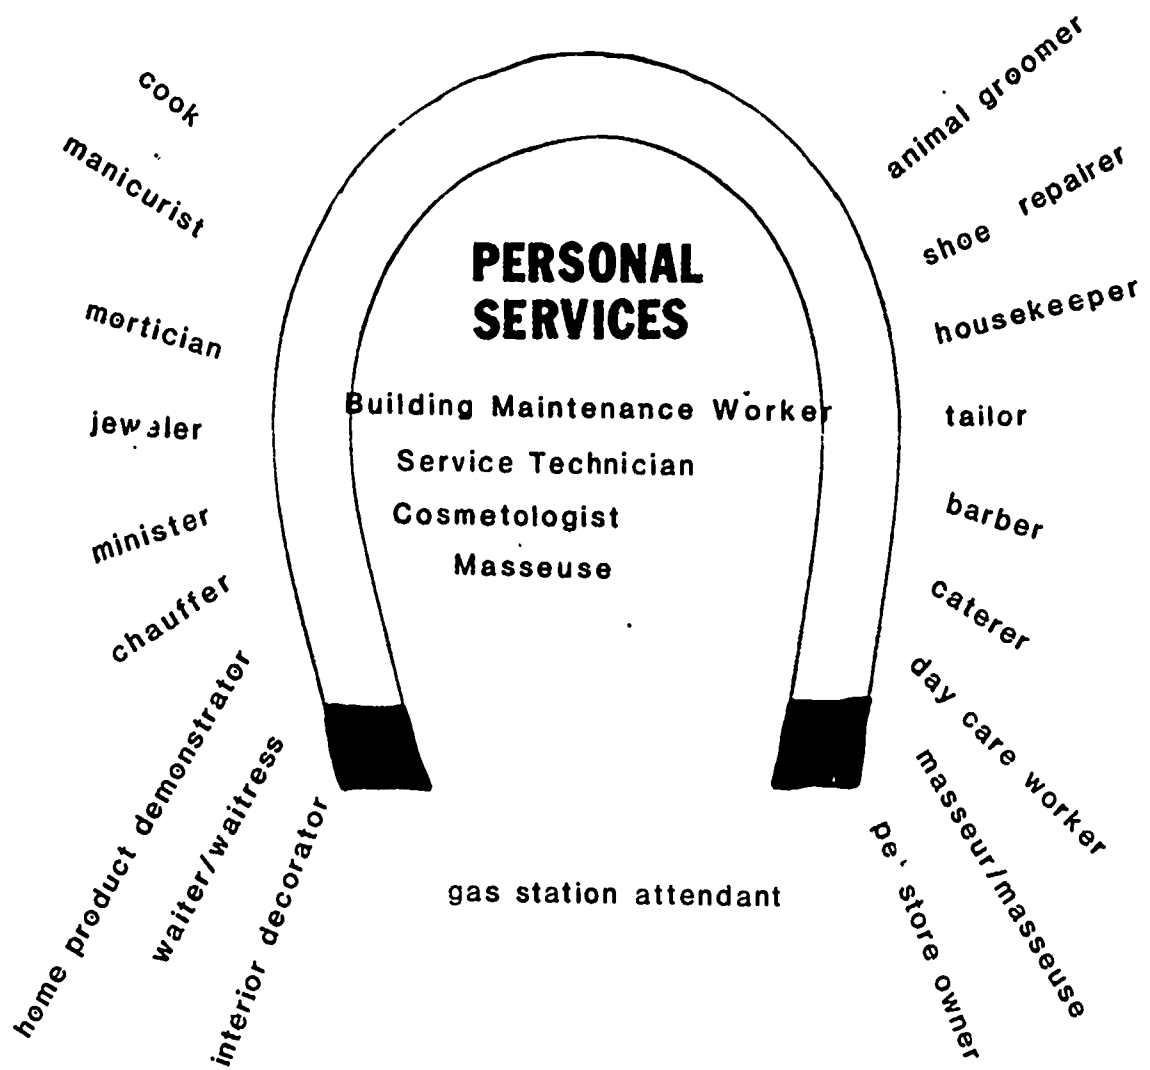 cook
manicurist
mortician
jeweler
minister
chauffer
home product demonstrator
waiter/waitress
interior decorator
PERSONAL
SERVICES
Building Maintenance Worker
Service Technician
Cosmetologist
Masseuse
gas station attendant
animal groomer
shoe repairer
housekeeper
tailor
barber
caterer
day care worker
masseur/masseuse
pet store owner